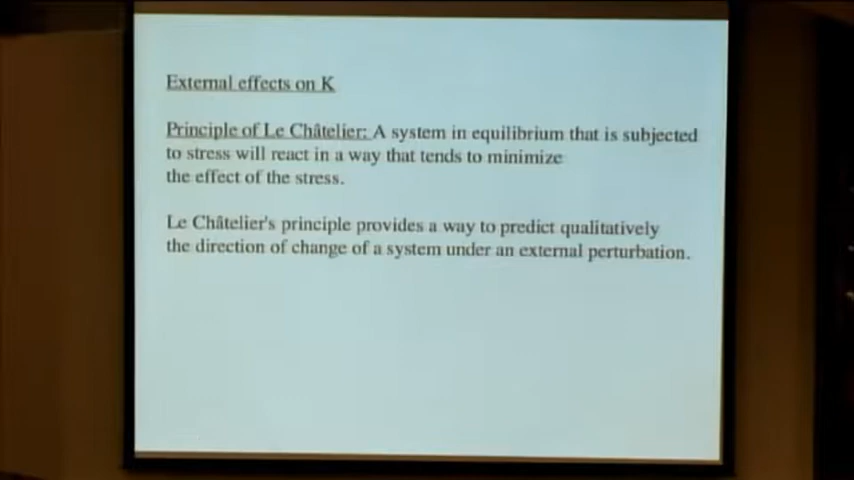 External effects on K
Principle of Le Châtelier: A system in equilibrium that is subjected
to stress will react in a way that tends to minimize
the effect of the stress.
Le Châtelier's principle provides a way to predict qualitatively
the direction of change of a system under an external perturbation.